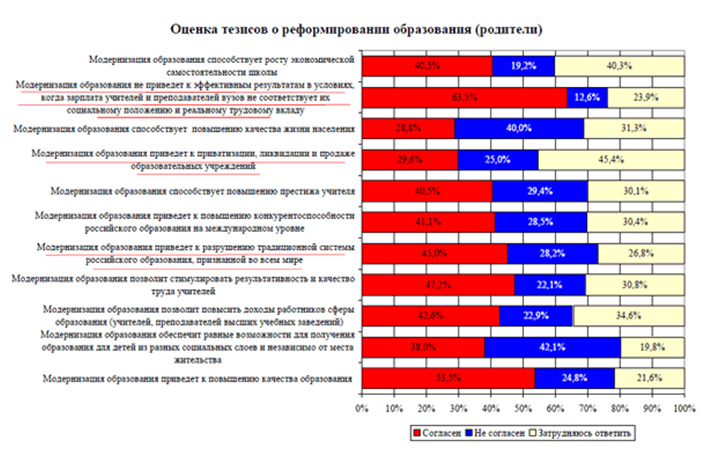 Оценка тезисов о реформировании образования (родители)
Модернизация образования способствует росту экономической
самостоятельности школы
40,5% 19,2% 40,3%
Модернизация образования не приведет к эффективным результатам в условиях,
когда зарплата учителей и преподавателей вузов не соответствует их
социальному положению и реальному трудовому вкладу
63,5% 12,6% 23,9%
Модернизация образования способствует повышению качества жизни населения
28,8% 40,0% 31,3%
Модернизация образования приведет к приватизации, ликвидации и продаже
образовательных учреждений
29,6% 25,0% 45,4%
Модернизация образования способствует повышению престижа учителя
40,5% 29,4% 30,1%
Модернизация образования приведет к повышению конкурентоспособности
российского образования на международном уровне
41,1% 28,5% 30,4%
Модернизация образования приведет к разрушению традиционной системы
российского образования, признанной во всем мире
45,0% 28,2% 26,8%
Модернизация образования позволит стимулировать результативность и качество
труда учителей
47,2% 22,1% 30,8%
Модернизация образования позволит повысить доходы работников сферы
образования (учителей, преподавателей высших учебных заведений)
42,6% 22,9% 34,6%
Модернизация образования обеспечит равные возможности для получения
образования для детей из разных социальных слоев и независимо от места
жительства
38,0% 42,1% 19,8%
Модернизация образования приведет к повышению качества образования
53,5% 24,8% 21,6%
0% 10% 20% 30% 40% 50% 60% 70% 80% 90% 100%
Согласен Не согласен Затрудняюсь ответить